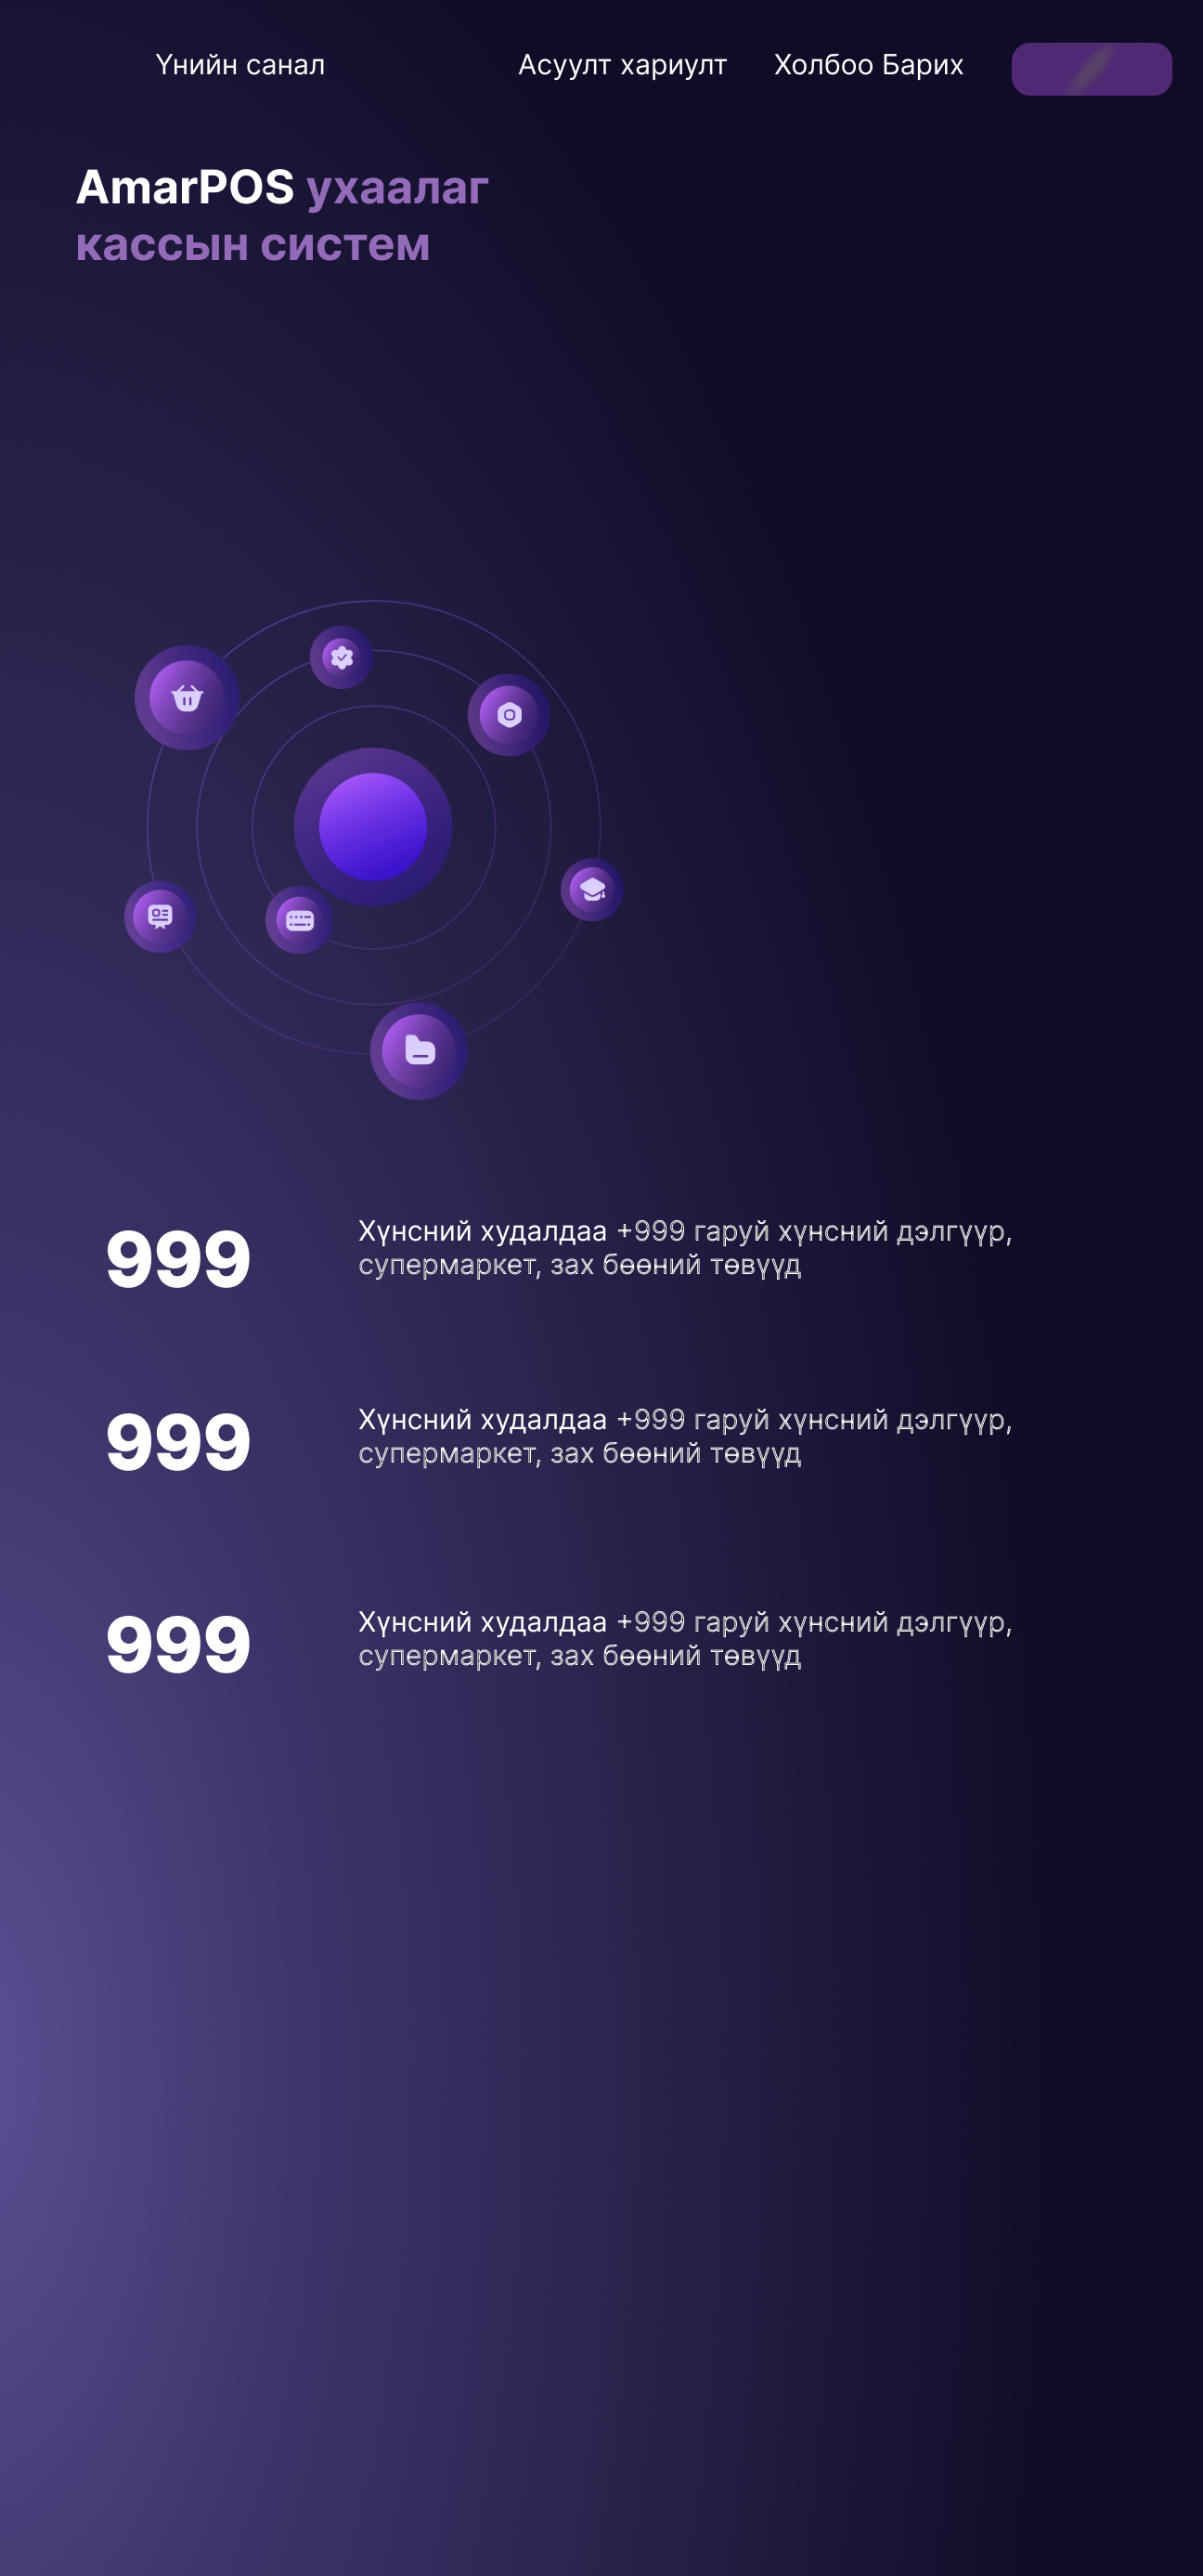 Үнийн санал
Асуулт хариулт
Холбоо Барих
AmarPOS ухаалаг
кассын систем
999
Хүнсний худалдаа +999 гаруй хүнсний дэлгүүр,
супермаркет, зах бөөний төвүүд
999
Хүнсний худалдаа +999 гаруй хүнсний дэлгүүр,
супермаркет, зах бөөний төвүүд
999
Хүнсний худалдаа +999 гаруй хүнсний дэлгүүр,
супермаркет, зах бөөний төвүүд